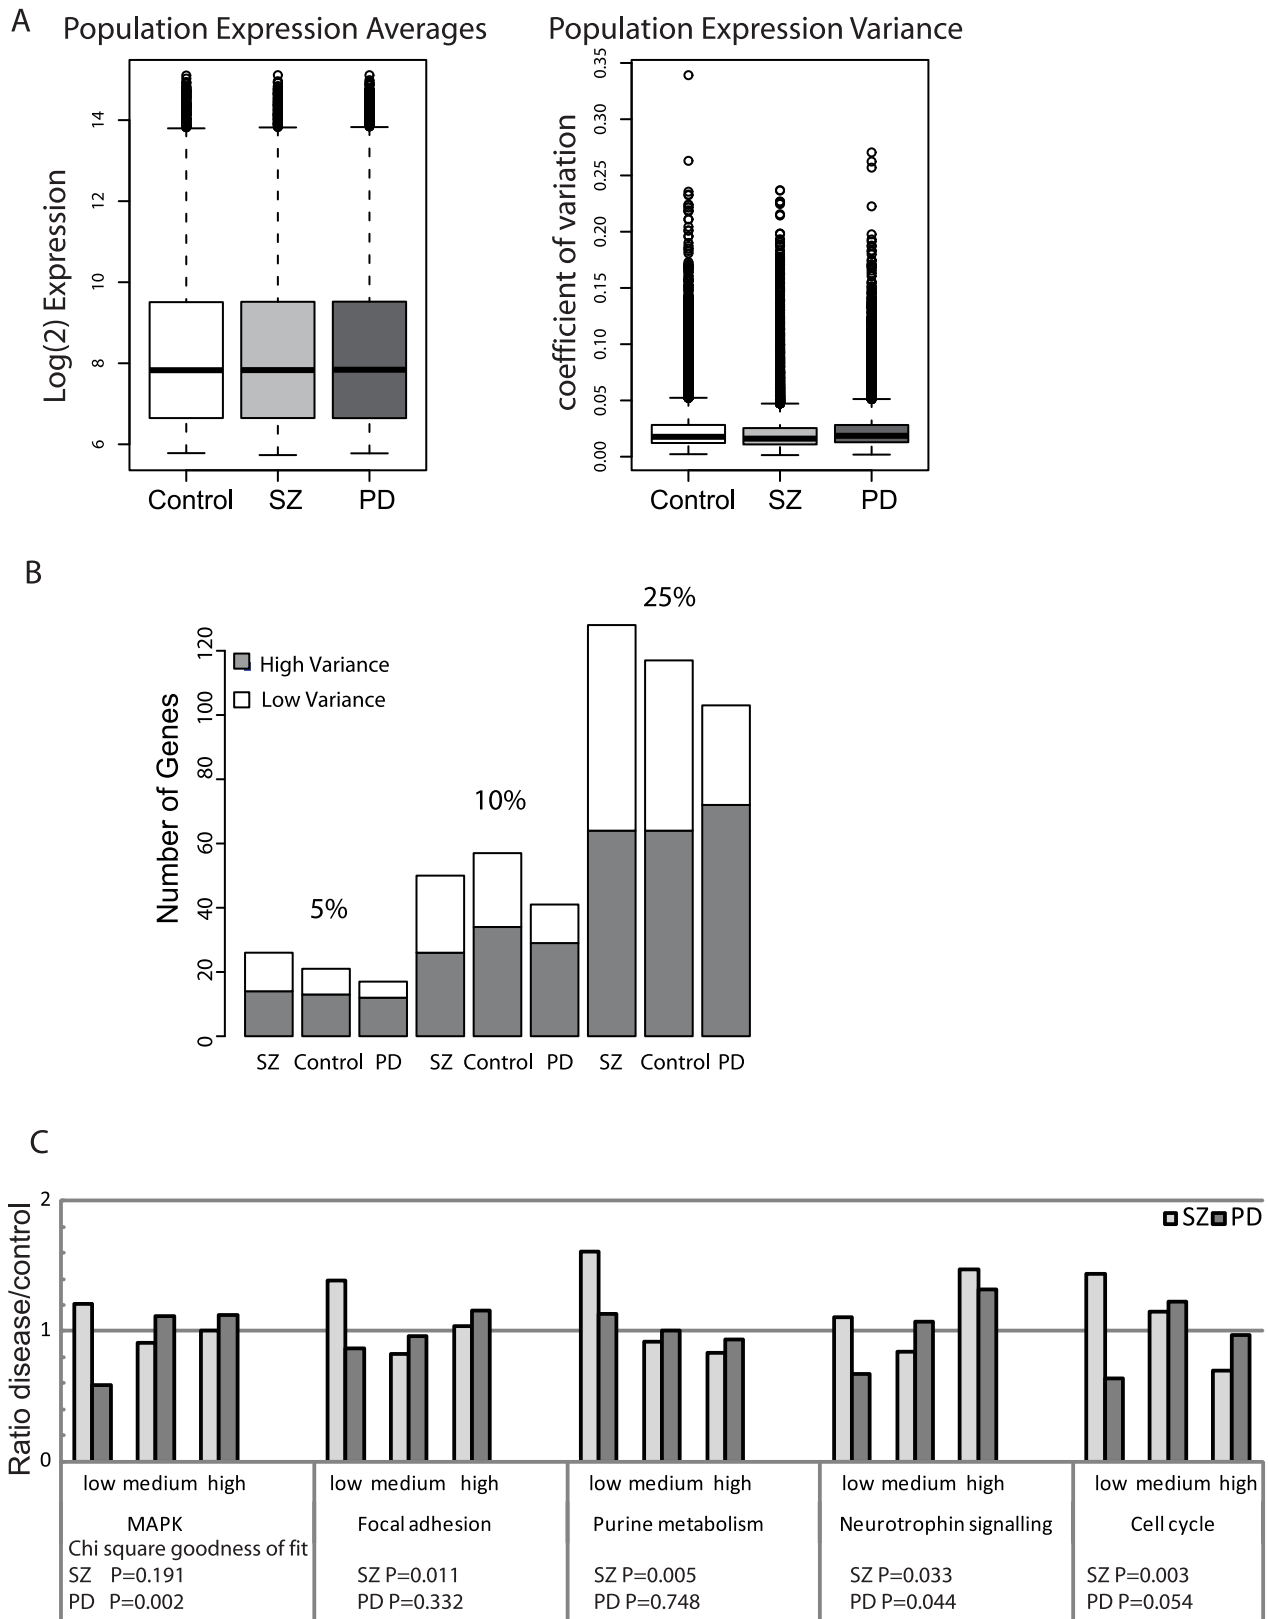 A
Population Expression Averages
Population Expression Variance
Log(2) Expression
14
12
10
8
6
Control SZ PD
coefficient of variation
0.35
0.30
0.25
0.20
0.15
0.10
0.05
0.00
Control SZ PD
B
Number of Genes
120
100
80
60
40
20
0
High Variance
Low Variance
5%
10%
25%
SZ Control PD SZ Control PD SZ Control PD
C
Ratio disease/control
2
1
0
SZ PD
low medium high low medium high low medium high low medium high low medium high
MAPK Focal adhesion Purine metabolism Neurotrophin signalling Cell cycle
Chi square goodness of fit
SZ P=0.191 SZ P=0.011 SZ P=0.005 SZ P=0.033 SZ P=0.003
PD P=0.002 PD P=0.332 PD P=0.748 PD P=0.044 PD P=0.054